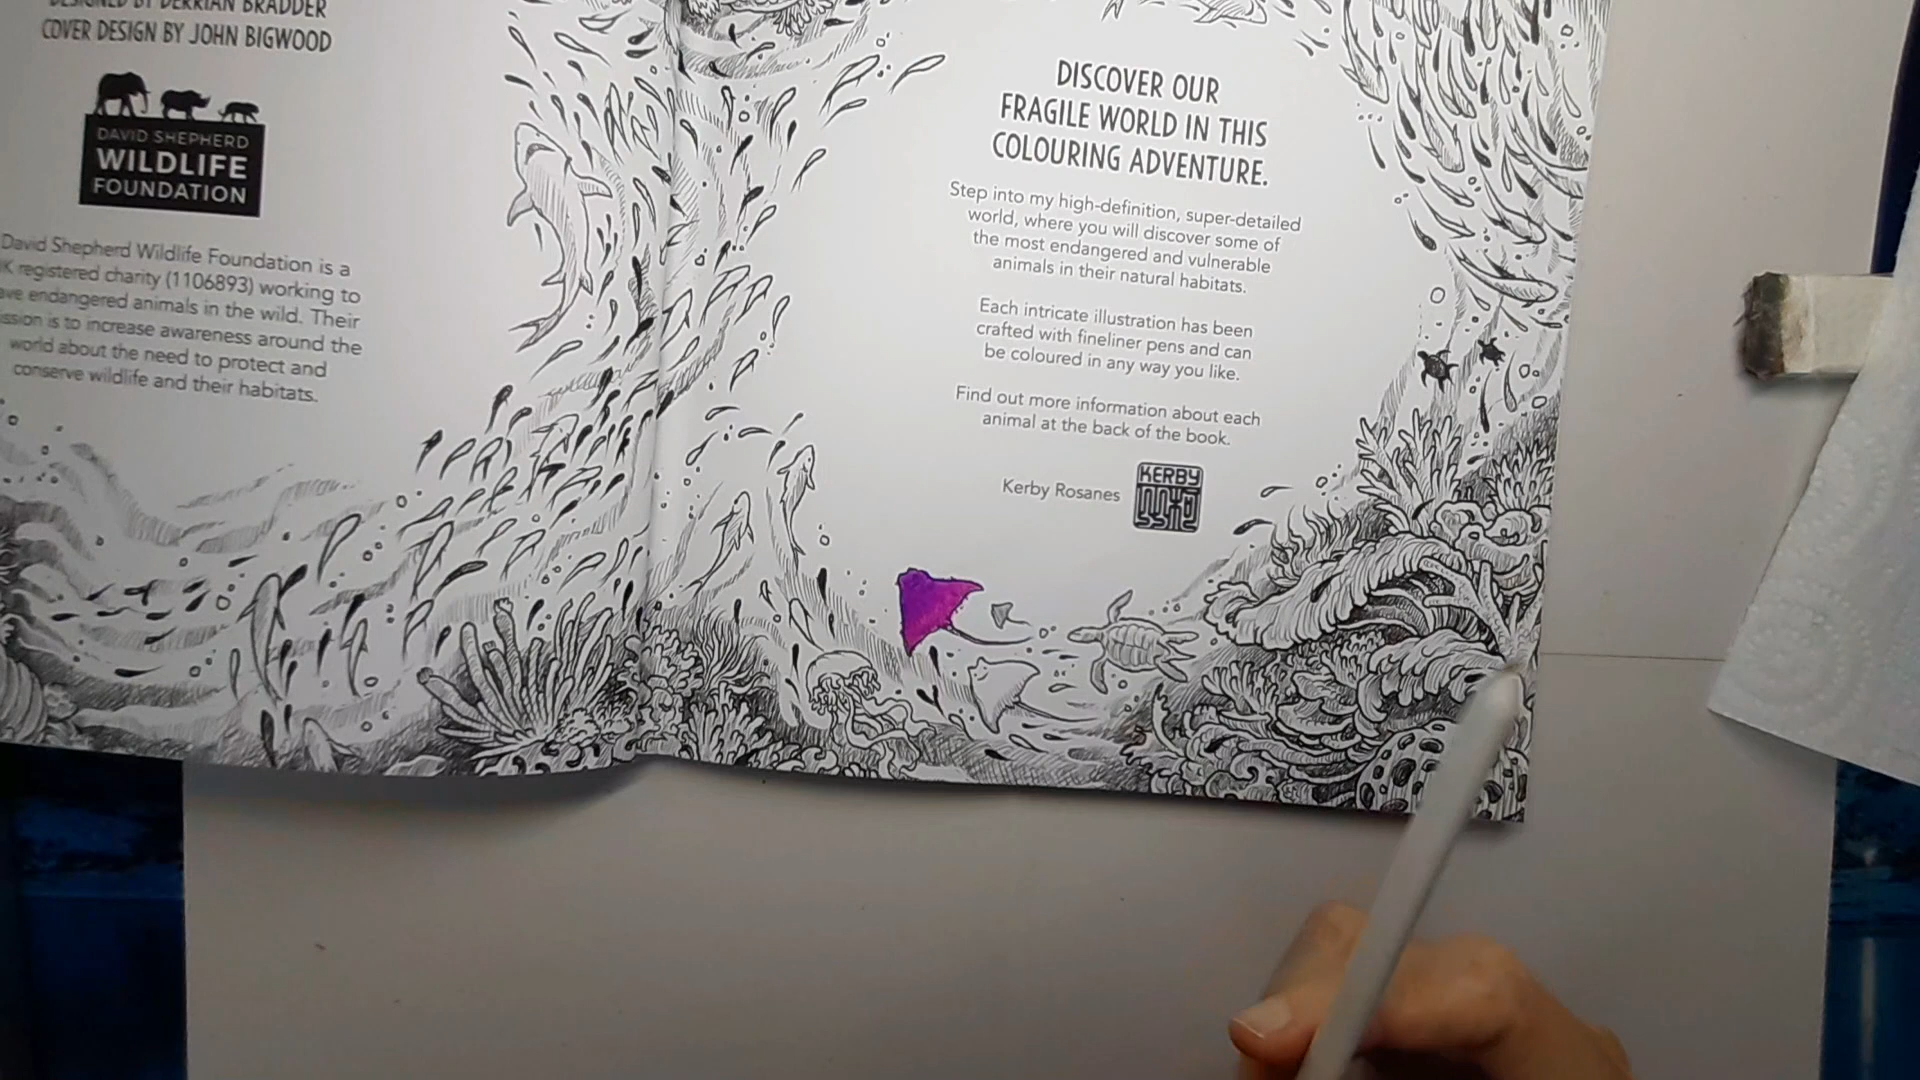 DESIGNED BY DERRIAN BRADDER
COVER DESIGN BY JOHN BIGWOOD
DAVID SHEPHERD
WILDLIFE
FOUNDATION
David Shepherd Wildlife Foundation is a
registered charity (1106893) working to
endangered animals in the wild. Their
is to increase awareness around the
world about the need to protect and
conserve wildlife and their habitats.
DISCOVER OUR
FRAGILE WORLD IN THIS
COLOURING ADVENTURE.
Step into my high-definition, super-detailed
world, where you will discover some of
the most endangered and vulnerable
animals in their natural habitats.
Each intricate illustration has been
crafted with fineliner pens and can
be coloured in any way you like.
Find out more information about each
animal at the back of the book.
Kerby Rosanes
KERBY